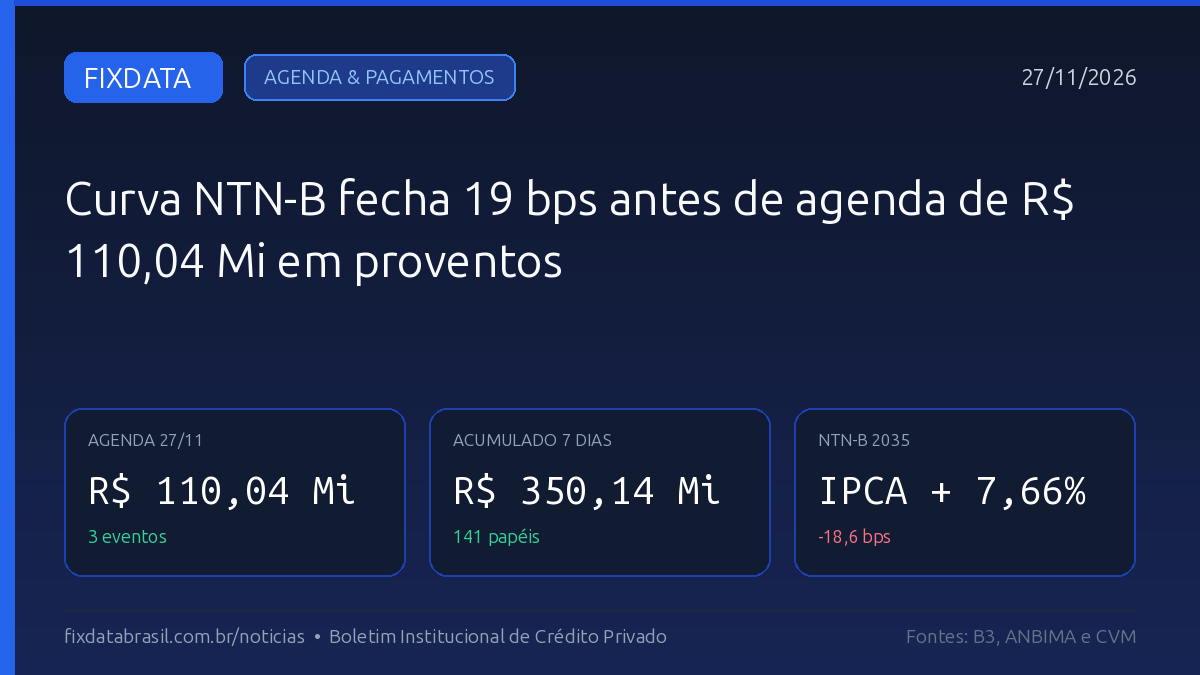 FIXDATA
AGENDA & PAGAMENTOS
27/11/2026
Curva NTN-B fecha 19 bps antes de agenda de R$
110,04 Mi em proventos
AGENDA 27/11
R$ 110,04 Mi
3 eventos
ACUMULADO 7 DIAS
R$ 350,14 Mi
141 papéis
NTN-B 2035
IPCA + 7,66%
-18,6 bps
fixdatabrasil.com.br/noticias • Boletim Institucional de Crédito Privado
Fontes: B3, ANBIMA e CVM